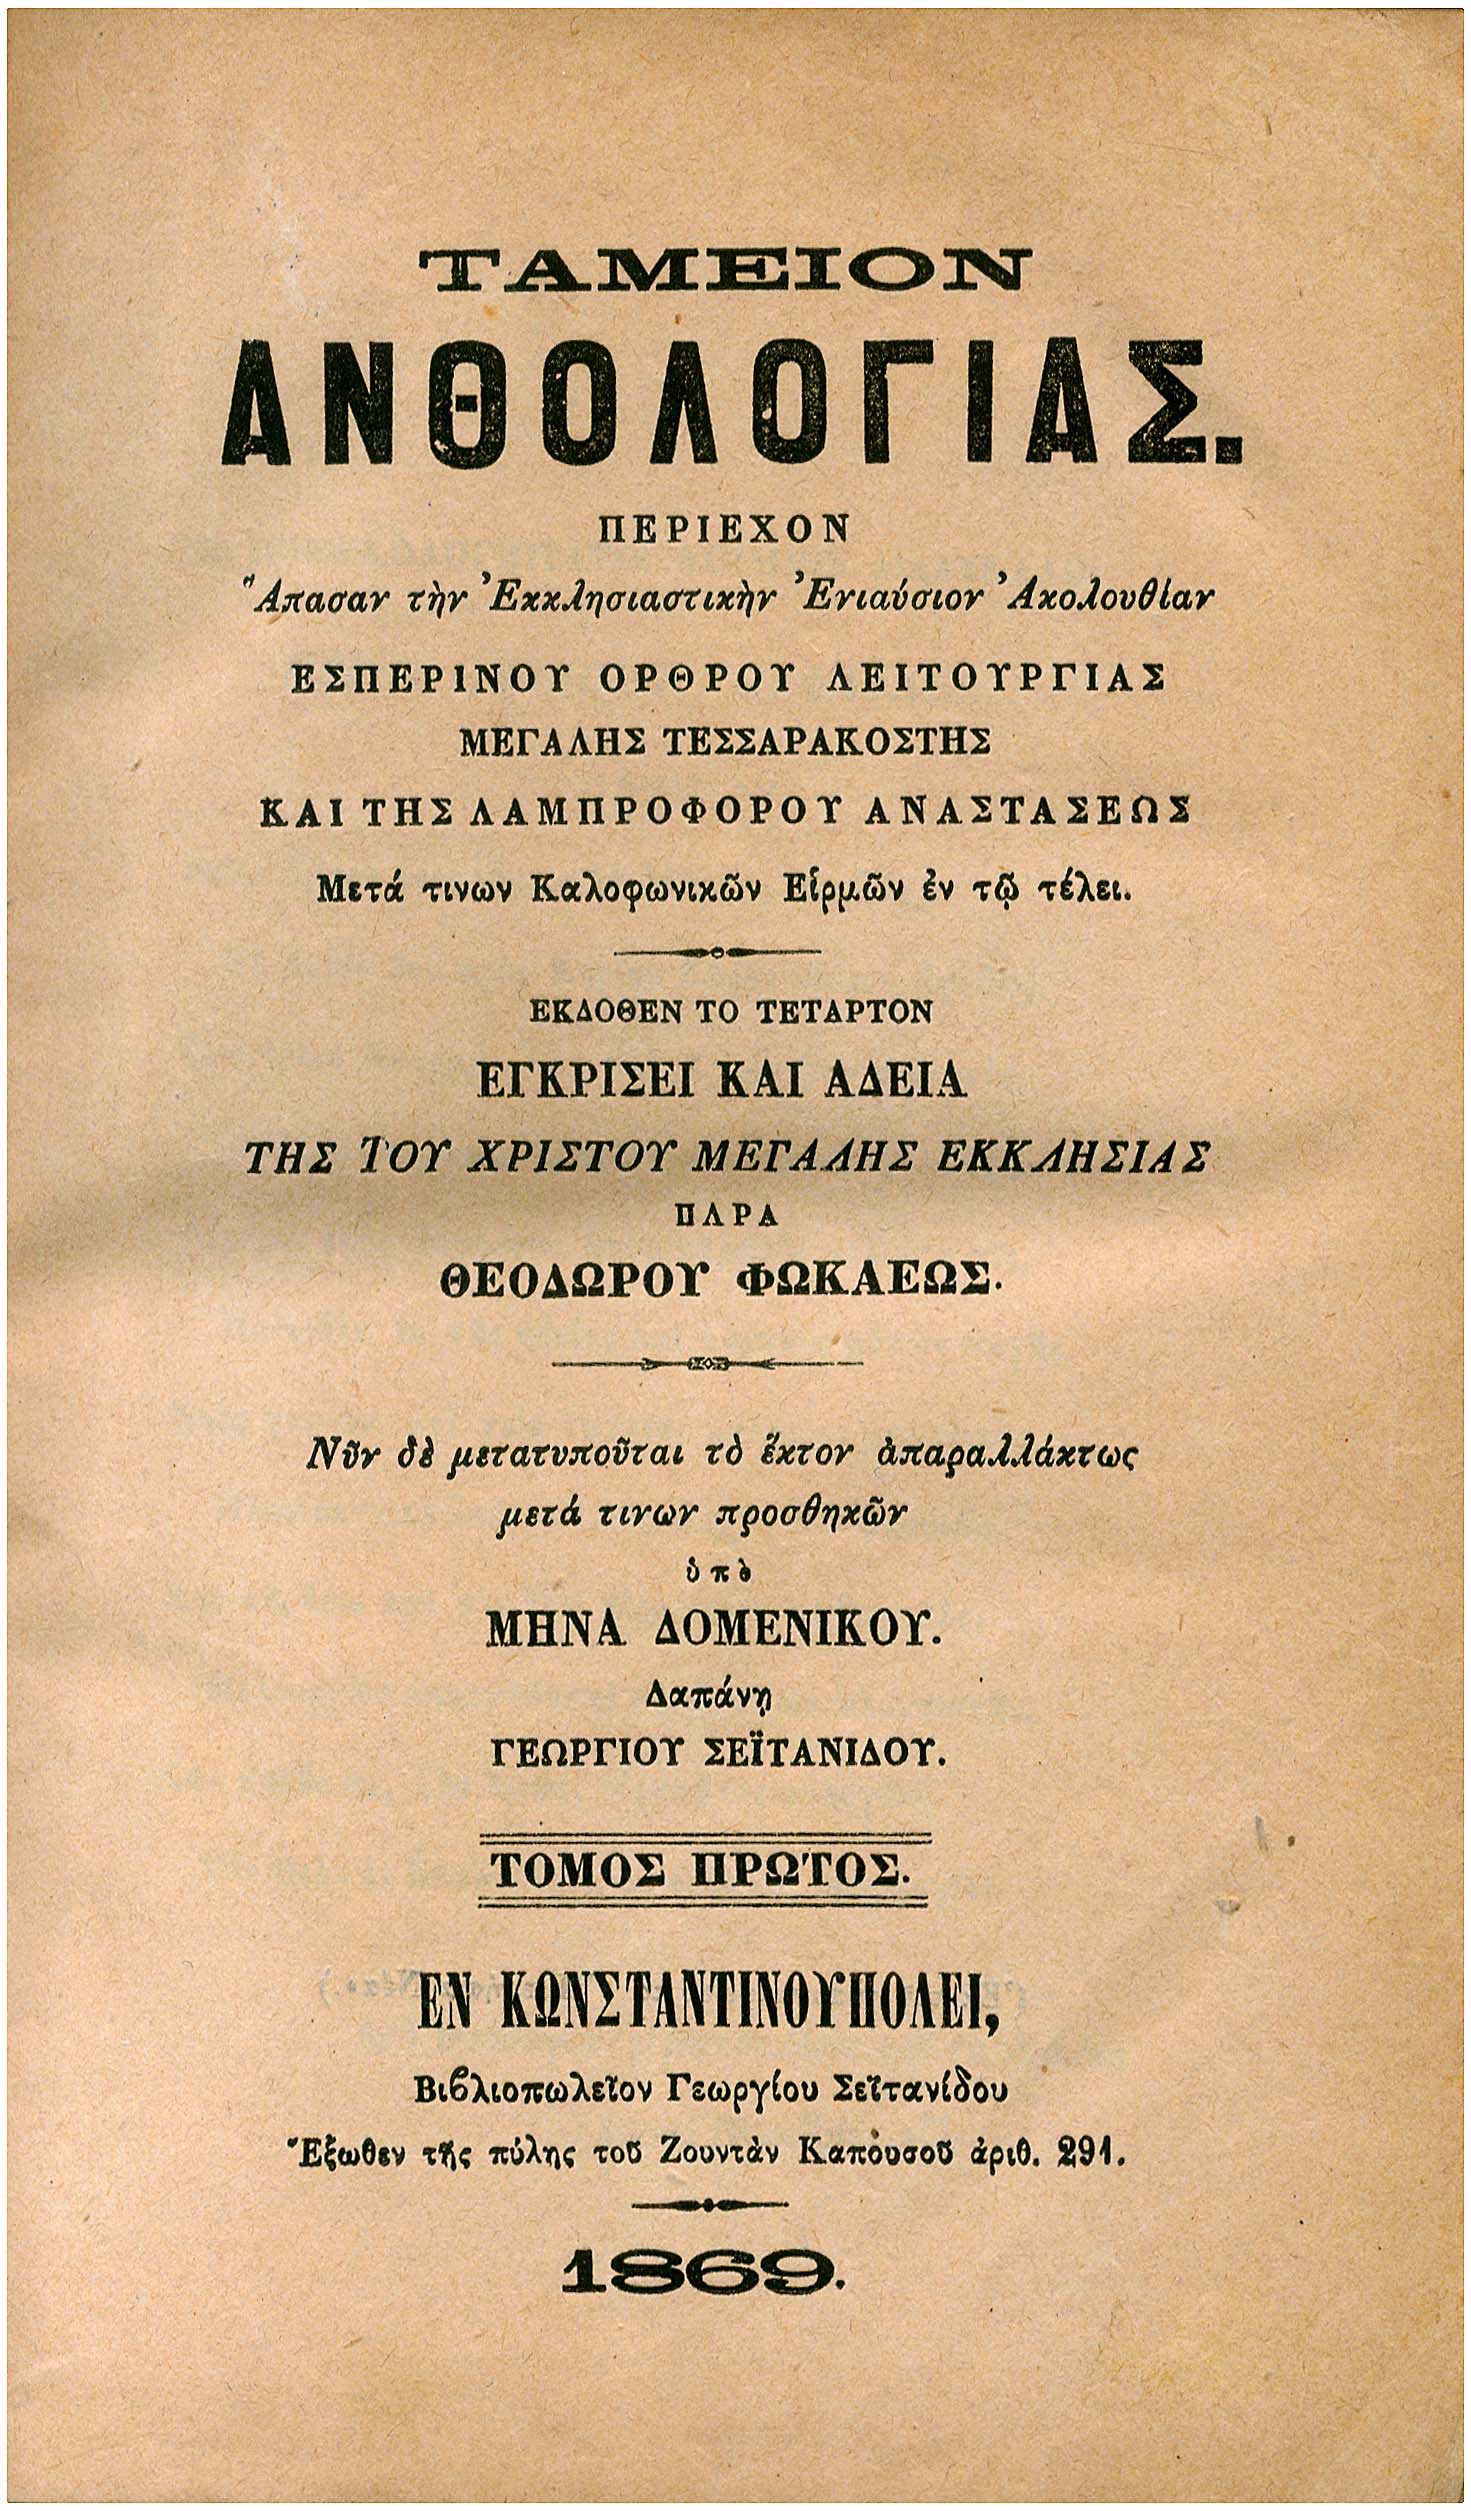 ΤΑΜΕΙΟΝ
ΑΝΘΟΛΟΓΙΑΣ.
ΠΕΡΙΕΧΟΝ
Ἅπασαν τὴν Ἐκκλησιαστικὴν Ἐνιαύσιον Ἀκολουθίαν
ΕΣΠΕΡΙΝΟΥ ΟΡΘΡΟΥ ΛΕΙΤΟΥΡΓΙΑΣ
ΜΕΓΑΛΗΣ ΤΕΣΣΑΡΑΚΟΣΤΗΣ
ΚΑΙ ΤΗΣ ΛΑΜΠΡΟΦΟΡΟΥ ΑΝΑΣΤΑΣΕΩΣ
Μετά τινων Καλοφωνικῶν Εἱρμῶν ἐν τῷ τέλει.
ΕΚΔΟΘΕΝ ΤΟ ΤΕΤΑΡΤΟΝ
ΕΓΚΡΙΣΕΙ ΚΑΙ ΑΔΕΙΑ
ΤΗΣ ΤΟΥ ΧΡΙΣΤΟΥ ΜΕΓΑΛΗΣ ΕΚΚΛΗΣΙΑΣ
ΠΑΡΑ
ΘΕΟΔΩΡΟΥ ΦΩΚΑΕΩΣ.
Νῦν δὲ μετατυποῦται τὸ ἕκτον ἀπαραλλάκτως
μετά τινων προσθηκῶν
ὑπὸ
ΜΗΝΑ ΔΟΜΕΝΙΚΟΥ.
Δαπάνῃ
ΓΕΩΡΓΙΟΥ ΣΕΪΤΑΝΙΔΟΥ.
ΤΟΜΟΣ ΠΡΩΤΟΣ.
ΕΝ ΚΩΝΣΤΑΝΤΙΝΟΥΠΟΛΕΙ,
Βιβλιοπωλεῖον Γεωργίου Σεϊτανίδου
Ἔξωθεν τῆς πύλης τοῦ Ζουντὰν Καπουσοῦ ἀριθ. 291.
1869.